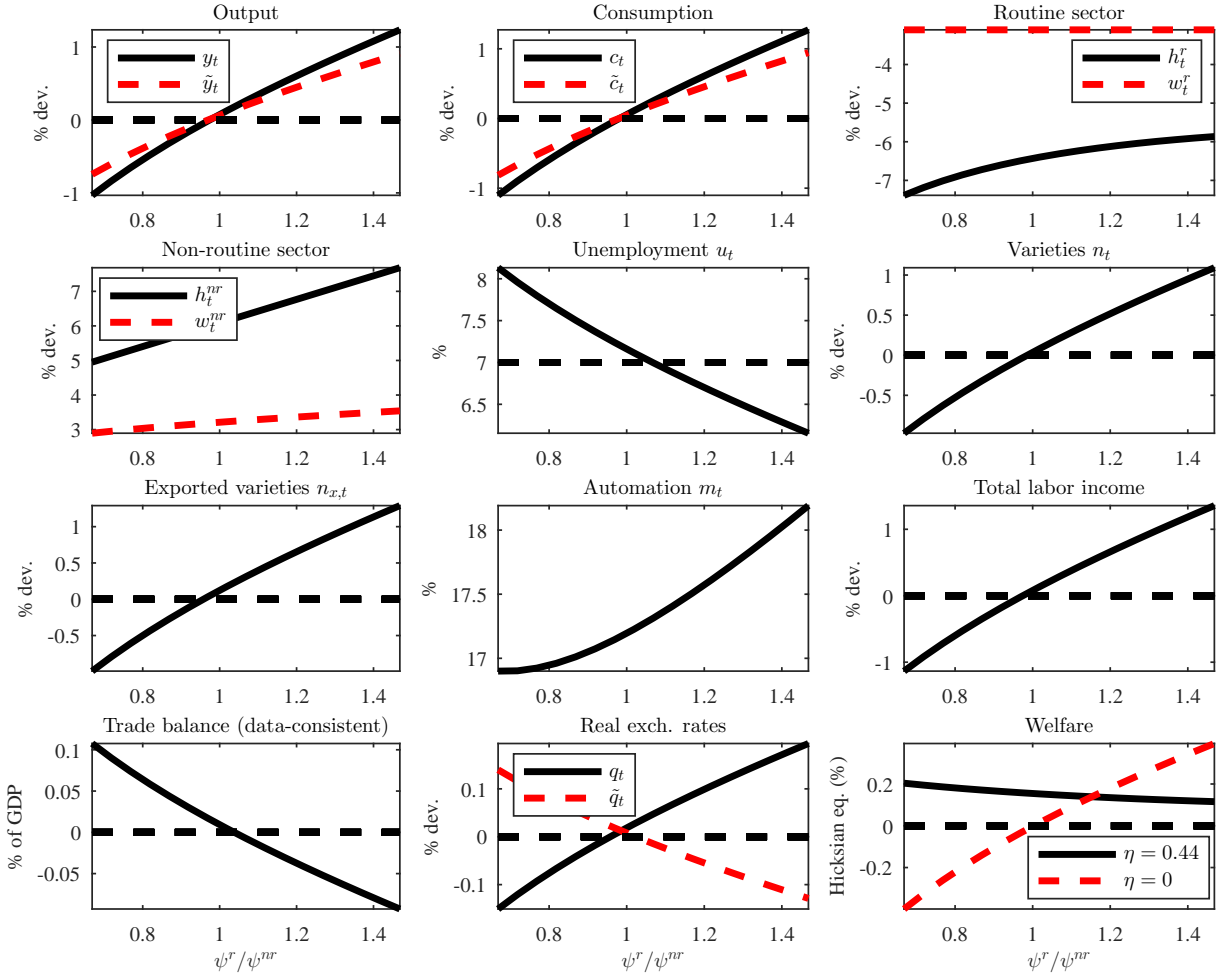 Output
Consumption
Routine sector
% dev.
1
0
-1
y_t
ỹ_t
0.8 1 1.2 1.4
% dev.
1
0
-1
c_t
c̃_t
0.8 1 1.2 1.4
% dev.
-4
-5
-6
-7
h_t^r
w_t^r
0.8 1 1.2 1.4
Non-routine sector
Unemployment u_t
Varieties n_t
% dev.
7
6
5
4
3
h_t^{nr}
w_t^{nr}
0.8 1 1.2 1.4
%
8
7.5
7
6.5
0.8 1 1.2 1.4
% dev.
1
0.5
0
-0.5
0.8 1 1.2 1.4
Exported varieties n_{x,t}
Automation m_t
Total labor income
% dev.
1
0.5
0
-0.5
0.8 1 1.2 1.4
%
18
17.5
17
0.8 1 1.2 1.4
% dev.
1
0
-1
0.8 1 1.2 1.4
Trade balance (data-consistent)
Real exch. rates
Welfare
% of GDP
0.1
0.05
0
-0.05
0.8 1 1.2 1.4
ψ^r/ψ^{nr}
% dev.
0.1
0
-0.1
q_t
q̃_t
0.8 1 1.2 1.4
ψ^r/ψ^{nr}
Hicksian eq. (%)
0.2
0
-0.2
η = 0.44
η = 0
0.8 1 1.2 1.4
ψ^r/ψ^{nr}